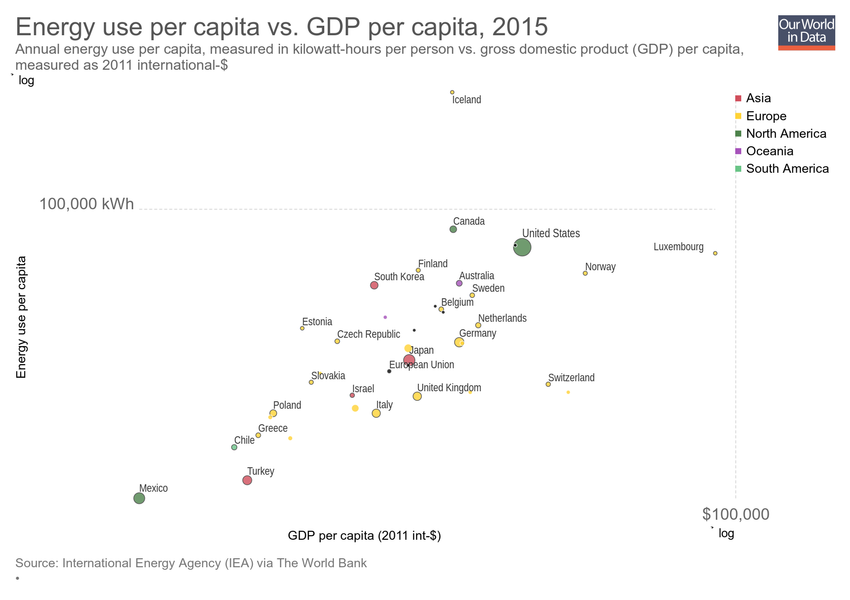 Energy use per capita vs. GDP per capita, 2015
Our World
in Data
Annual energy use per capita, measured in kilowatt-hours per person vs. gross domestic product (GDP) per capita,
measured as 2011 international-$
log
Iceland
Asia
Europe
North America
Oceania
South America
100,000 kWh
Canada
United States
Luxembourg
Finland
Norway
South Korea
Australia
Sweden
Belgium
Estonia
Netherlands
Czech Republic
Germany
Japan
European Union
Slovakia
Switzerland
Israel
United Kingdom
Poland
Italy
Greece
Chile
Turkey
Mexico
Energy use per capita
$100,000
log
GDP per capita (2011 int-$)
Source: International Energy Agency (IEA) via The World Bank
•